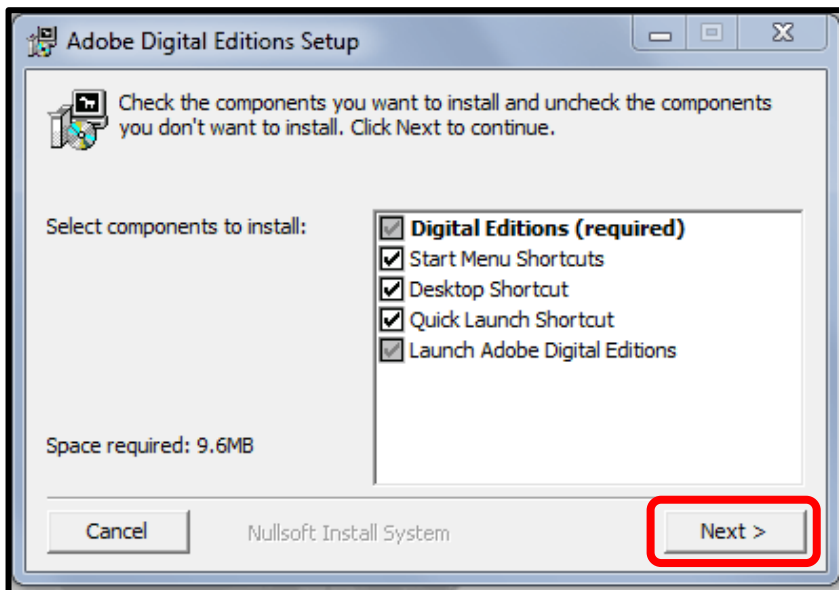 Adobe Digital Editions Setup
Check the components you want to install and uncheck the components
you don't want to install. Click Next to continue.
Select components to install:
Digital Editions (required)
Start Menu Shortcuts
Desktop Shortcut
Quick Launch Shortcut
Launch Adobe Digital Editions
Space required: 9.6MB
Cancel
Nullsoft Install System
Next >